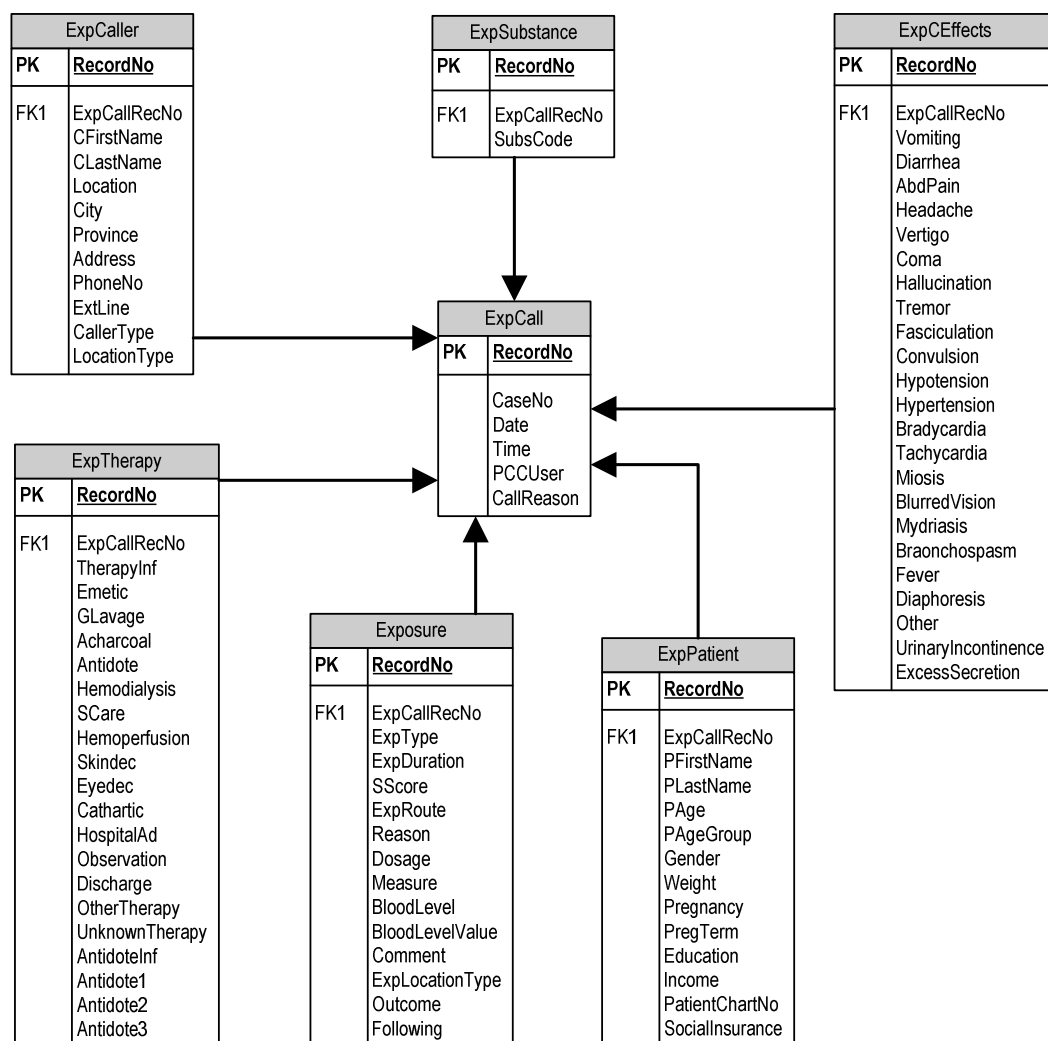 ExpCaller
PK RecordNo
FK1 ExpCallRecNo
CFirstName
CLastName
Location
City
Province
Address
PhoneNo
ExtLine
CallerType
LocationType
ExpSubstance
PK RecordNo
FK1 ExpCallRecNo
SubsCode
ExpCEffects
PK RecordNo
FK1 ExpCallRecNo
Vomiting
Diarrhea
AbdPain
Headache
Vertigo
Coma
Hallucination
Tremor
Fasciculation
Convulsion
Hypotension
Hypertension
Bradycardia
Tachycardia
Miosis
BlurredVision
Mydriasis
Braonchospasm
Fever
Diaphoresis
Other
UrinaryIncontinence
ExcessSecretion
ExpCall
PK RecordNo
CaseNo
Date
Time
PCCUser
CallReason
ExpTherapy
PK RecordNo
FK1 ExpCallRecNo
TherapyInf
Emetic
GLavage
Acharcoal
Antidote
Hemodialysis
SCare
Hemoperfusion
Skindec
Eyedec
Cathartic
HospitalAd
Observation
Discharge
OtherTherapy
UnknownTherapy
AntidoteInf
Antidote1
Antidote2
Antidote3
Exposure
PK RecordNo
FK1 ExpCallRecNo
ExpType
ExpDuration
SScore
ExpRoute
Reason
Dosage
Measure
BloodLevel
BloodLevelValue
Comment
ExpLocationType
Outcome
Following
ExpPatient
PK RecordNo
FK1 ExpCallRecNo
PFirstName
PLastName
PAge
PAgeGroup
Gender
Weight
Pregnancy
PregTerm
Education
Income
PatientChartNo
SocialInsurance